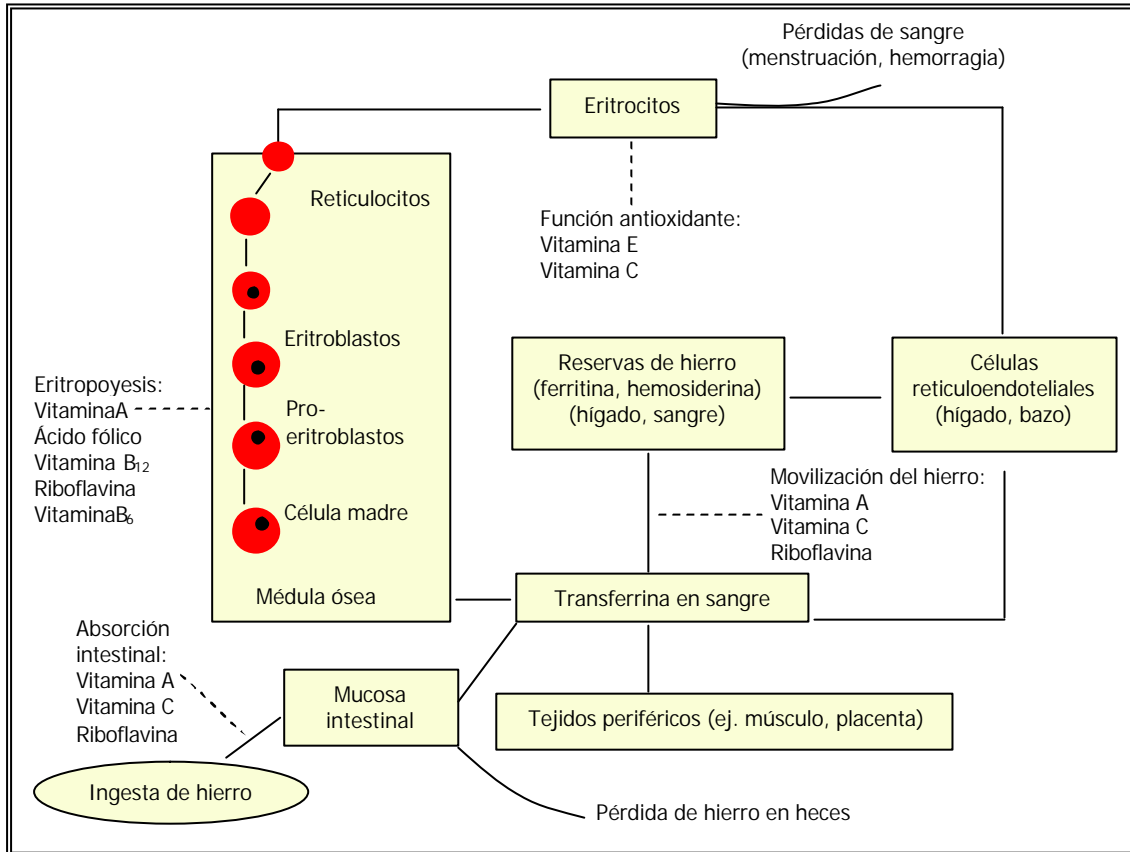 Pérdidas de sangre
(menstruación, hemorragia)
Eritrocitos
Reticulocitos
Función antioxidante:
Vitamina E
Vitamina C
Eritroblastos
Pro-
eritroblastos
Célula madre
Médula ósea
Eritropoyesis:
VitaminaA
Ácido fólico
Vitamina B12
Riboflavina
VitaminaB6
Reservas de hierro
(ferritina, hemosiderina)
(hígado, sangre)
Células
reticuloendoteliales
(hígado, bazo)
Movilización del hierro:
Vitamina A
Vitamina C
Riboflavina
Transferrina en sangre
Absorción
intestinal:
Vitamina A
Vitamina C
Riboflavina
Mucosa
intestinal
Tejidos periféricos (ej. músculo, placenta)
Ingesta de hierro
Pérdida de hierro en heces